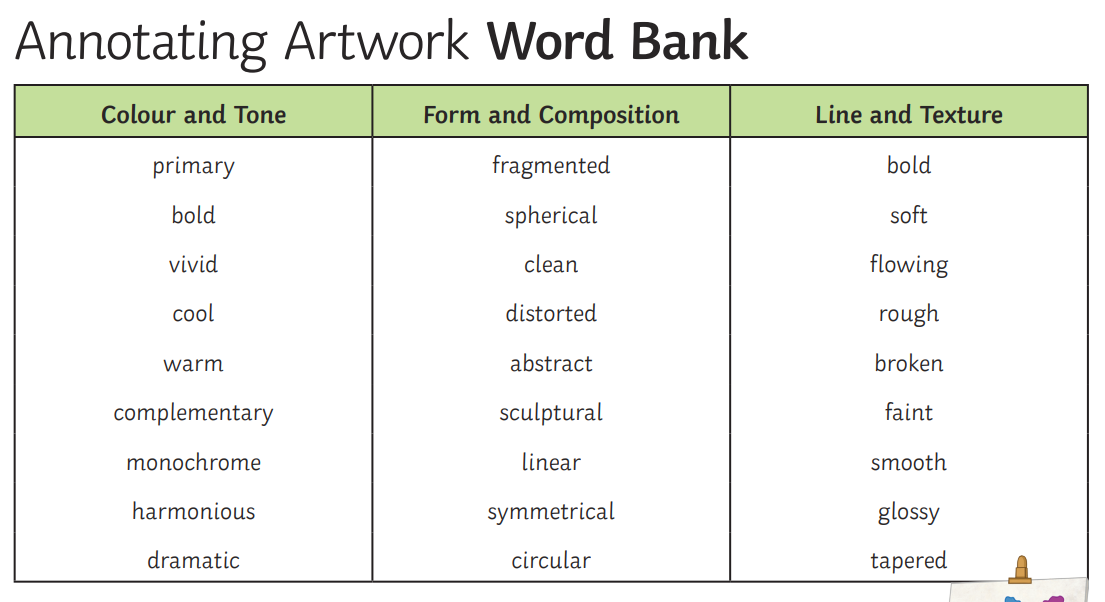 Annotating Artwork Word Bank
Colour and Tone Form and Composition Line and Texture
primary fragmented bold
bold spherical soft
vivid clean flowing
cool distorted rough
warm abstract broken
complementary sculptural faint
monochrome linear smooth
harmonious symmetrical glossy
dramatic circular tapered